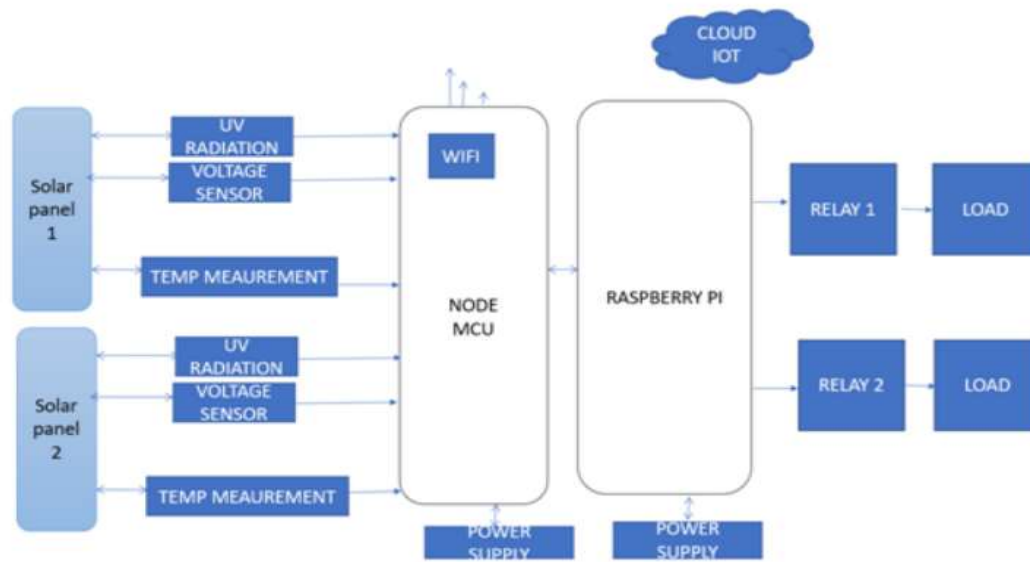 CLOUD
IOT
Solar
panel
1
UV
RADIATION
VOLTAGE
SENSOR
TEMP MEAUREMENT
Solar
panel
2
UV
RADIATION
VOLTAGE
SENSOR
TEMP MEAUREMENT
WIFI
NODE
MCU
POWER
SUPPLY
RASPBERRY PI
POWER
SUPPLY
RELAY 1
LOAD
RELAY 2
LOAD